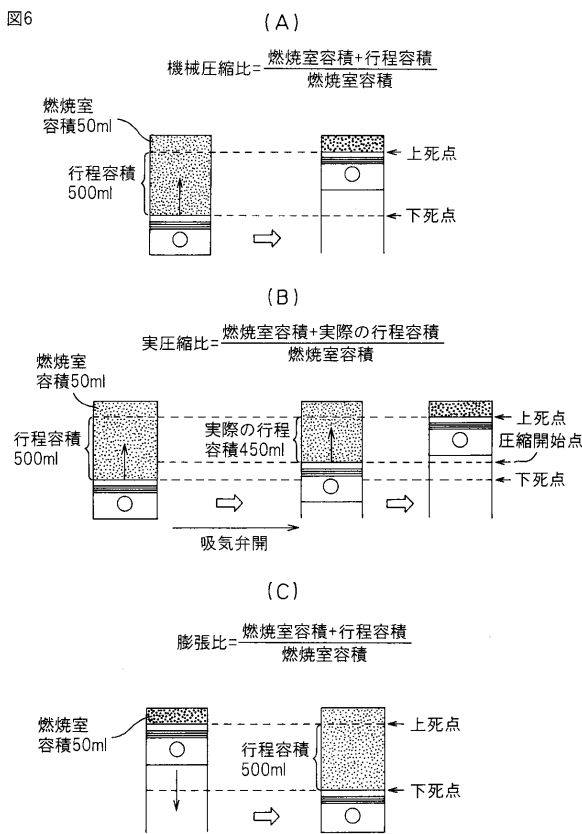 図6
(A)
機械圧縮比=燃焼室容積+行程容積
燃焼室容積
燃焼室
容積50ml
行程容積
500ml
上死点
下死点
(B)
実圧縮比=燃焼室容積+実際の行程容積
燃焼室容積
燃焼室
容積50ml
行程容積
500ml
実際の行程
容積450ml
上死点
圧縮開始点
下死点
吸気弁開
(C)
膨張比=燃焼室容積+行程容積
燃焼室容積
燃焼室
容積50ml
行程容積
500ml
上死点
下死点